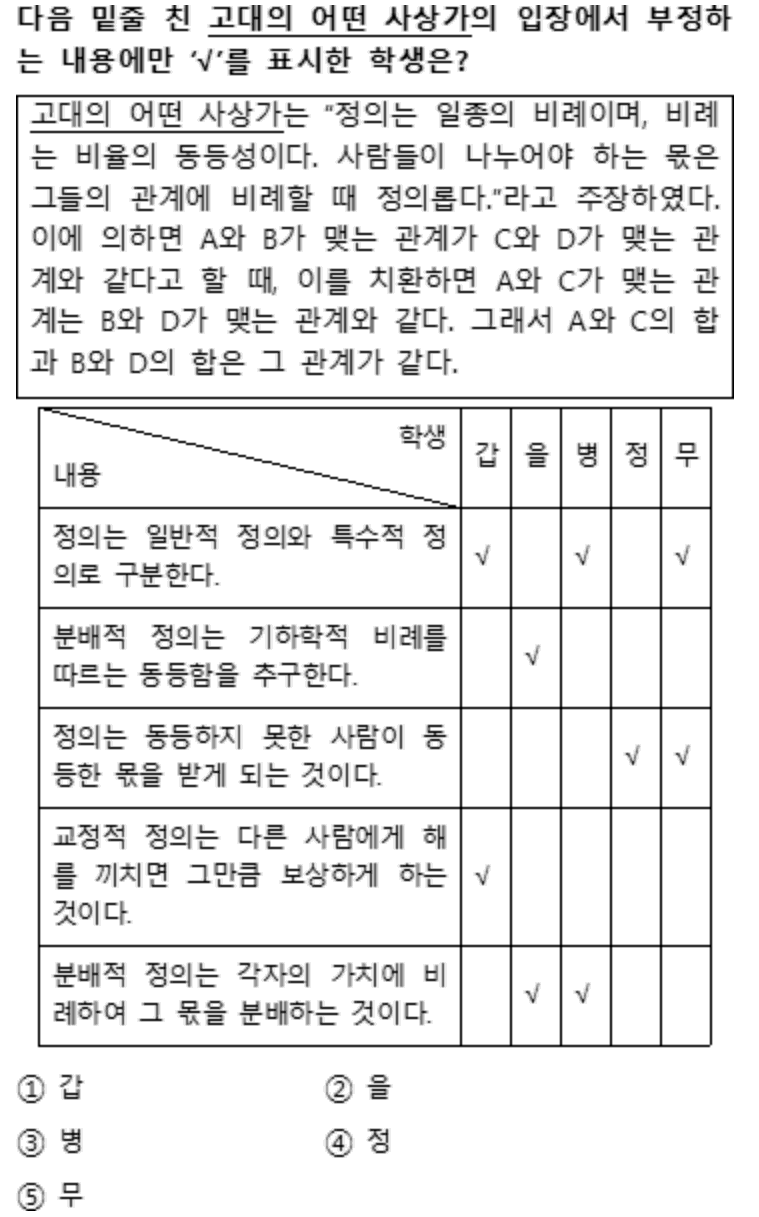 다음 밑줄 친 고대의 어떤 사상가의 입장에서 부정하
는 내용에만 ‘√’를 표시한 학생은?
고대의 어떤 사상가는 “정의는 일종의 비례이며, 비례
는 비율의 동등성이다. 사람들이 나누어야 하는 몫은
그들의 관계에 비례할 때 정의롭다.”라고 주장하였다.
이에 의하면 A와 B가 맺는 관계가 C와 D가 맺는 관
계와 같다고 할 때, 이를 치환하면 A와 C가 맺는 관
계는 B와 D가 맺는 관계와 같다. 그래서 A와 C의 합
과 B와 D의 합은 그 관계가 같다.
학생
내용
갑 을 병 정 무
정의는 일반적 정의와 특수적 정
의로 구분한다.
√ √ √
분배적 정의는 기하학적 비례를
따르는 동등함을 추구한다.
√
정의는 동등하지 못한 사람이 동
등한 몫을 받게 되는 것이다.
√ √
교정적 정의는 다른 사람에게 해
를 끼치면 그만큼 보상하게 하는
것이다.
√
분배적 정의는 각자의 가치에 비
례하여 그 몫을 분배하는 것이다.
√ √
① 갑 ② 을
③ 병 ④ 정
⑤ 무